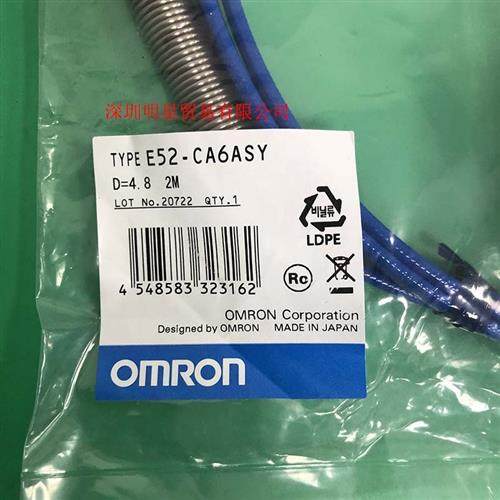 深圳明星贸易有限公司
TYPE E52-CA6ASY
D=4.8 2M
LOT No.20722 QTY.1
비닐류
LDPE
4 548583 323162
Rc
OMRON Corporation
Designed by OMRON MADE IN JAPAN
OMRON